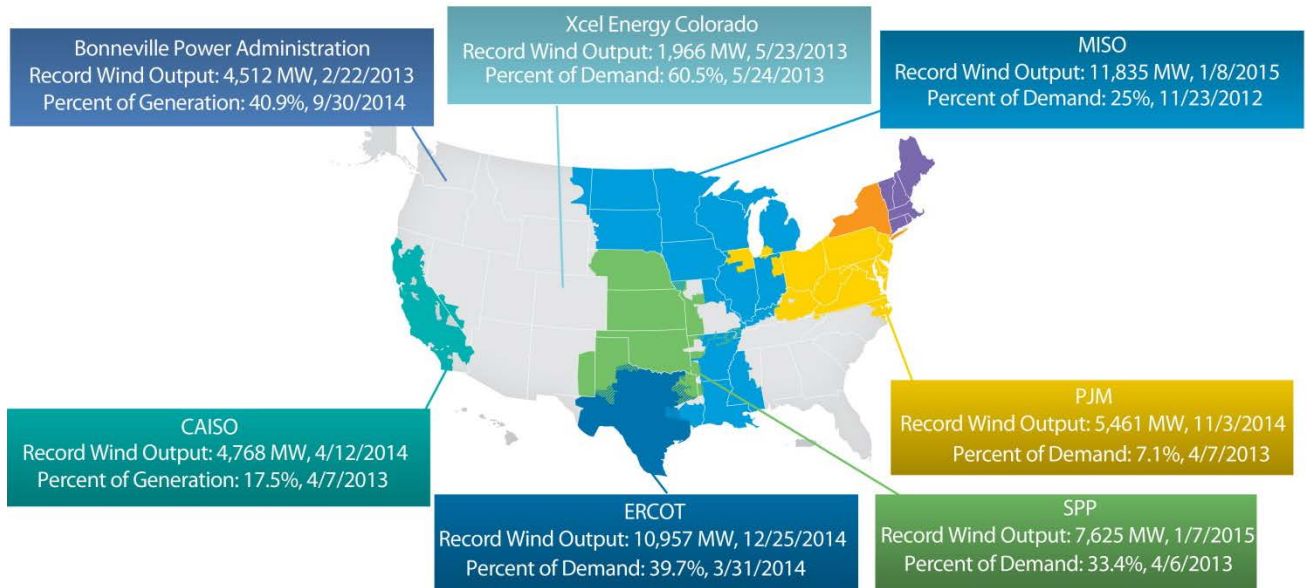 Bonneville Power Administration
Record Wind Output: 4,512 MW, 2/22/2013
Percent of Generation: 40.9%, 9/30/2014
Xcel Energy Colorado
Record Wind Output: 1,966 MW, 5/23/2013
Percent of Demand: 60.5%, 5/24/2013
MISO
Record Wind Output: 11,835 MW, 1/8/2015
Percent of Demand: 25%, 11/23/2012
CAISO
Record Wind Output: 4,768 MW, 4/12/2014
Percent of Generation: 17.5%, 4/7/2013
ERCOT
Record Wind Output: 10,957 MW, 12/25/2014
Percent of Demand: 39.7%, 3/31/2014
PJM
Record Wind Output: 5,461 MW, 11/3/2014
Percent of Demand: 7.1%, 4/7/2013
SPP
Record Wind Output: 7,625 MW, 1/7/2015
Percent of Demand: 33.4%, 4/6/2013